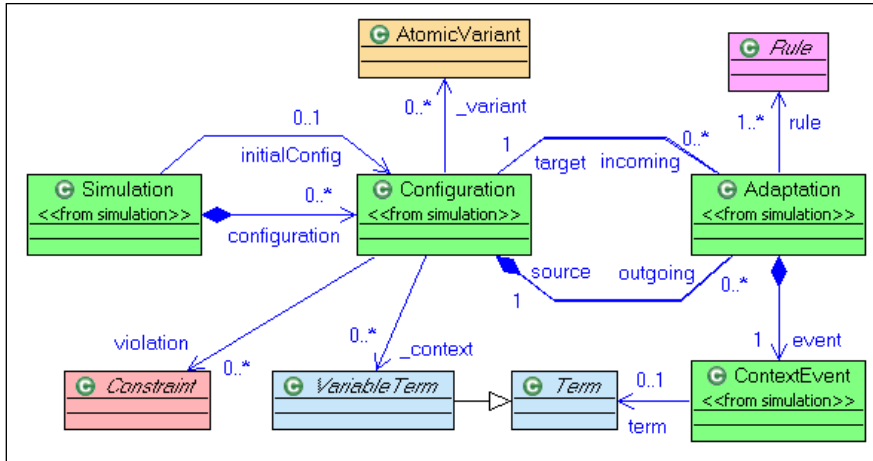 AtomicVariant
Rule
0..*
_variant
1..*
rule
0..1
initialConfig
1
target
incoming
0..*
Simulation
<<from simulation>>
0..*
configuration
Configuration
<<from simulation>>
Adaptation
<<from simulation>>
source
1
outgoing
0..*
violation
0..*
0..*
_context
1
event
Constraint
VariableTerm
Term
0..1
term
ContextEvent
<<from simulation>>